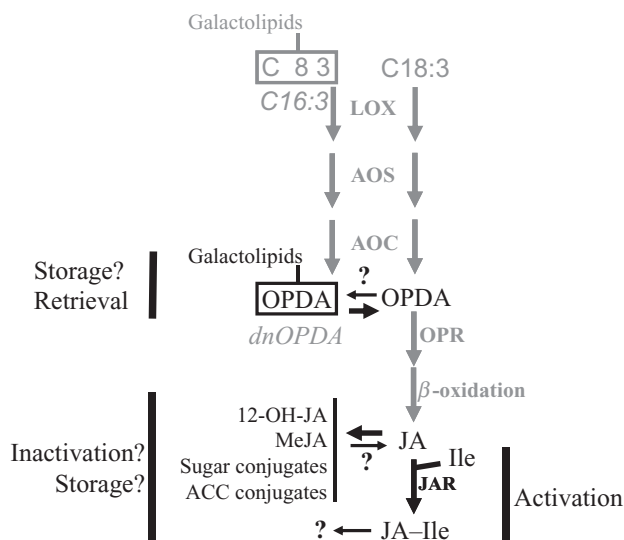 Galactolipids
C 8 3 C18:3
C16:3
LOX
AOS
AOC
Galactolipids
Storage?
Retrieval
?
OPDA OPDA
dnOPDA
OPR
β-oxidation
12-OH-JA
MeJA
Sugar conjugates
ACC conjugates
JA
?
Inactivation?
Storage?
Ile
JAR
Activation
? JA–Ile